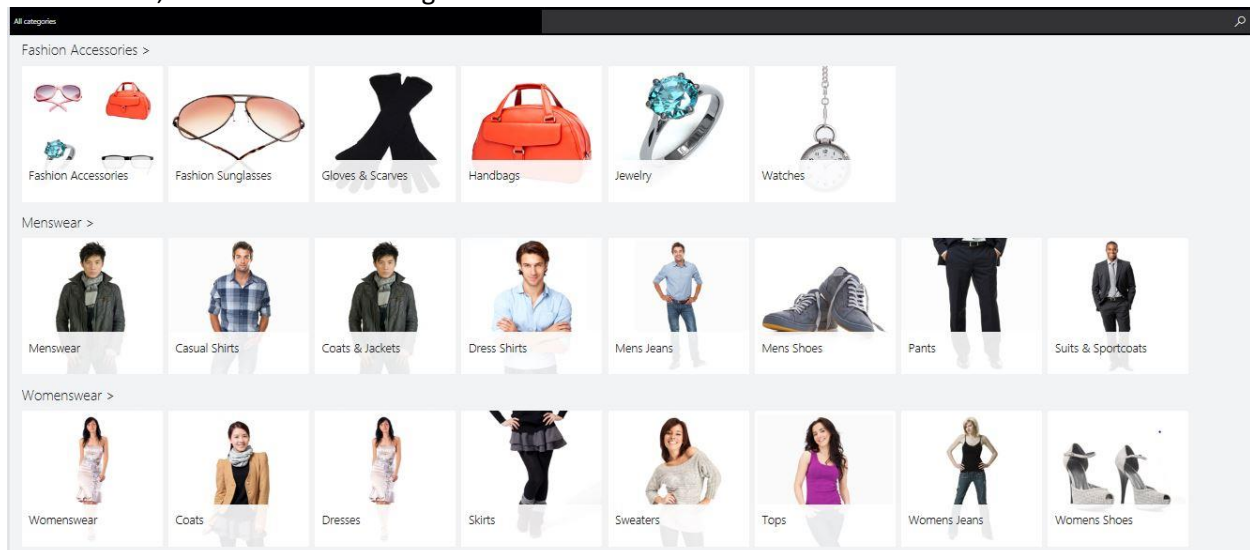 All categories
Fashion Accessories >
Fashion Accessories
Fashion Sunglasses
Gloves & Scarves
Handbags
Jewelry
Watches
Menswear >
Menswear
Casual Shirts
Coats & Jackets
Dress Shirts
Mens Jeans
Mens Shoes
Pants
Suits & Sportcoats
Womenswear >
Womenswear
Coats
Dresses
Skirts
Sweaters
Tops
Womens Jeans
Womens Shoes